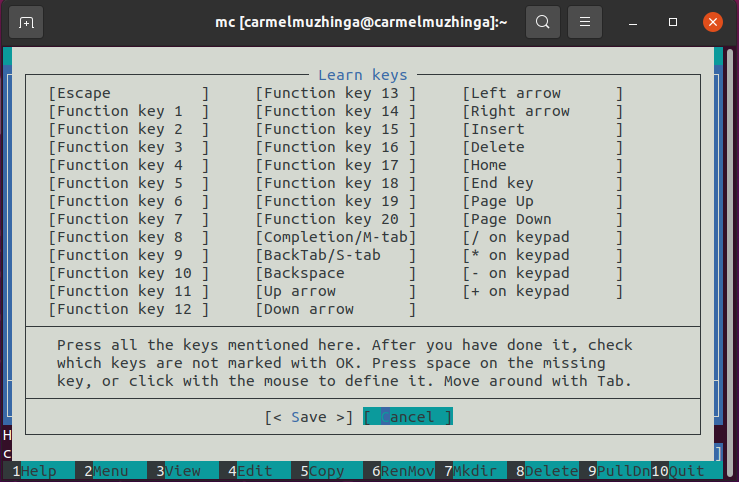 mc [carmelmuzhinga@carmelmuzhinga]:~
Learn keys
[Escape ] [Function key 13 ] [Left arrow ]
[Function key 1 ] [Function key 14 ] [Right arrow ]
[Function key 2 ] [Function key 15 ] [Insert ]
[Function key 3 ] [Function key 16 ] [Delete ]
[Function key 4 ] [Function key 17 ] [Home ]
[Function key 5 ] [Function key 18 ] [End key ]
[Function key 6 ] [Function key 19 ] [Page Up ]
[Function key 7 ] [Function key 20 ] [Page Down ]
[Function key 8 ] [Completion/M-tab] [/ on keypad ]
[Function key 9 ] [BackTab/S-tab ] [* on keypad ]
[Function key 10 ] [Backspace ] [- on keypad ]
[Function key 11 ] [Up arrow ] [+ on keypad ]
[Function key 12 ] [Down arrow ]
Press all the keys mentioned here. After you have done it, check
which keys are not marked with OK. Press space on the missing
key, or click with the mouse to define it. Move around with Tab.
[< Save >] [ Cancel ]
H
c ]
1Help 2Menu 3View 4Edit 5Copy 6RenMov 7Mkdir 8Delete 9PullDn 10Quit